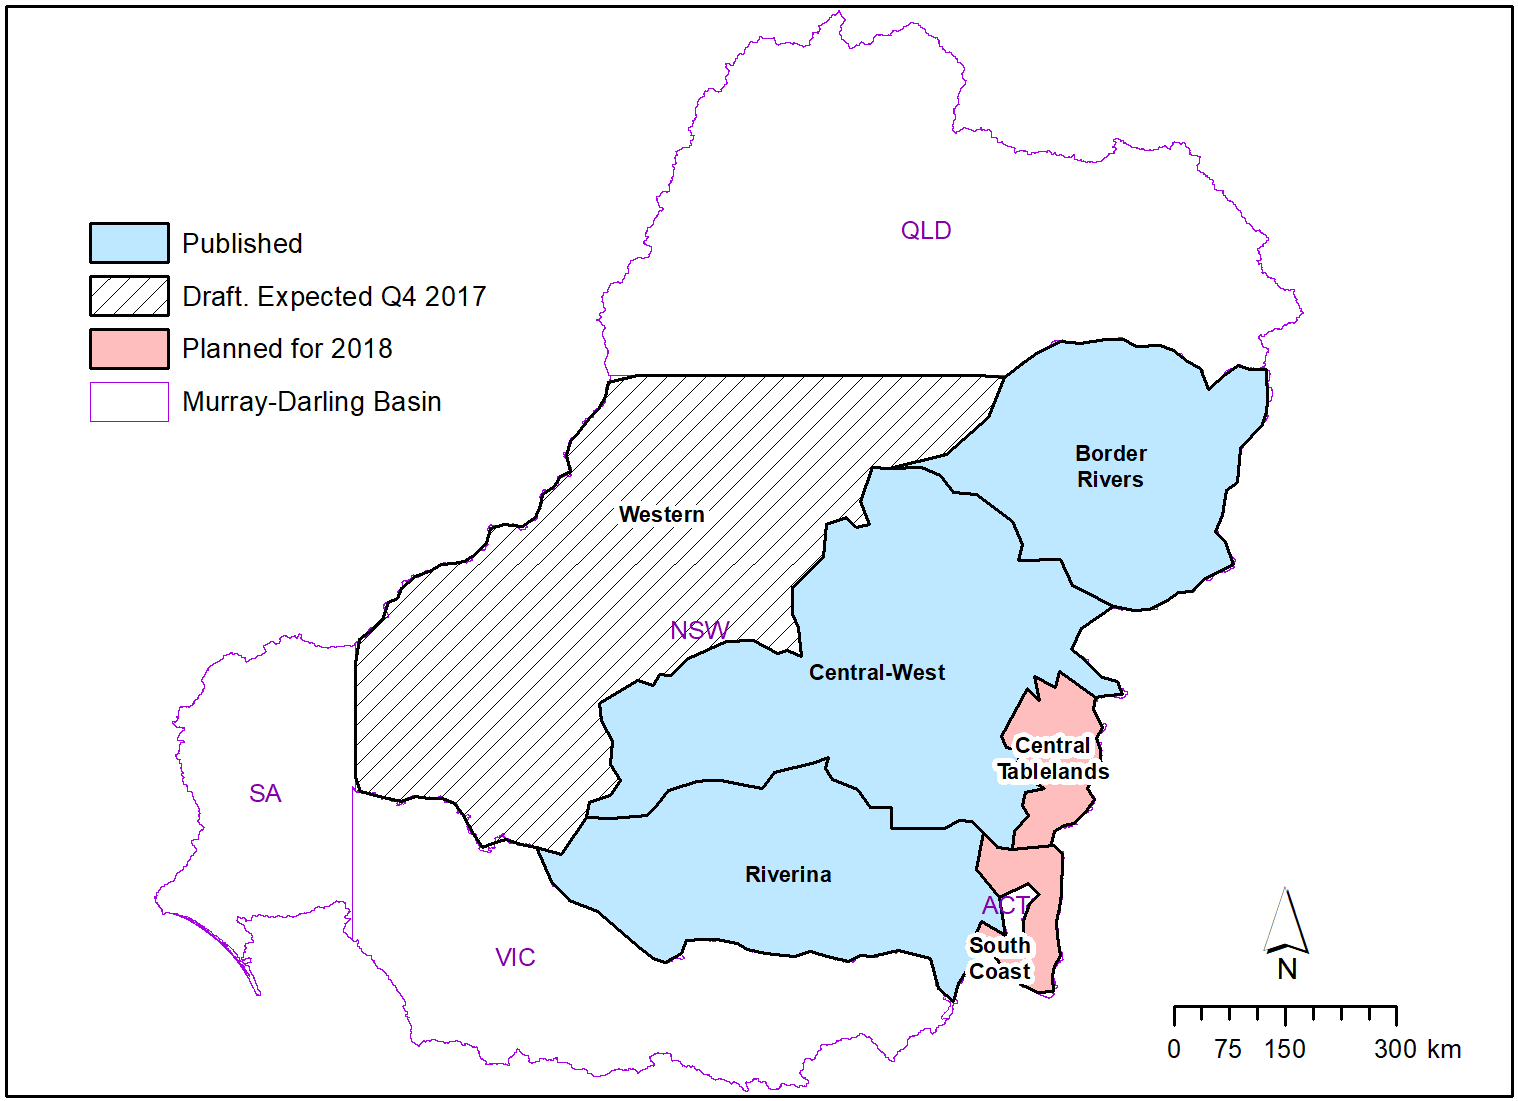 QLD
Published
Draft. Expected Q4 2017
Planned for 2018
Murray-Darling Basin
Border
Rivers
Western
NSW
Central-West
Central
Tablelands
SA
Riverina
ACT
South
Coast
VIC
N
0 75 150 300 km